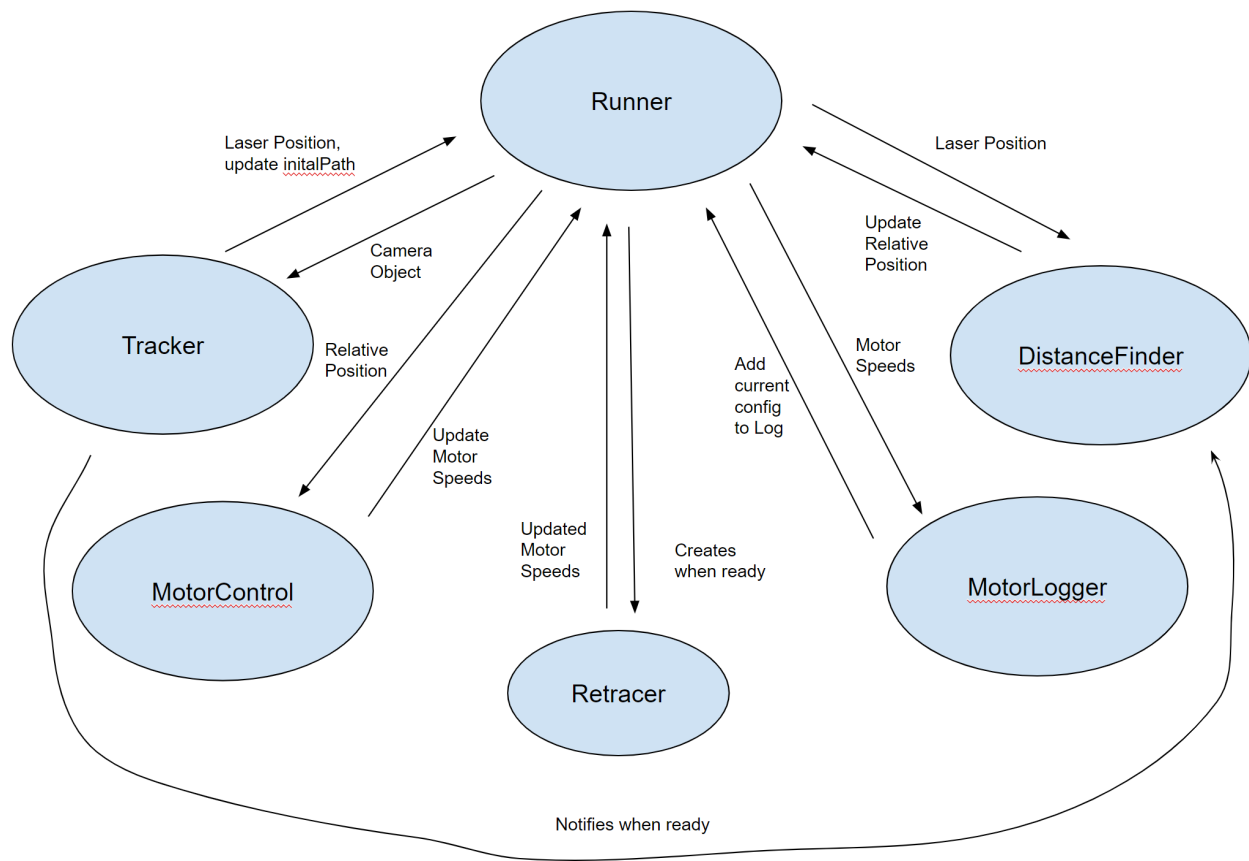 Runner
Laser Position,
update initalPath
Laser Position
Camera
Object
Update
Relative
Position
Tracker
Relative
Position
Motor
Speeds
DistanceFinder
Add
current
config
to Log
Update
Motor
Speeds
Updated
Motor
Speeds
Creates
when ready
MotorControl
MotorLogger
Retracer
Notifies when ready